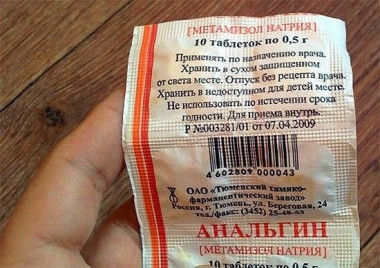 [МЕТАМИЗОЛ НАТРИЯ]
10 таблеток по 0,5 г
Применять по назначению врача.
Хранить в сухом защищенном
от света месте. Отпуск без рецепта врача.
Хранить в недоступном для детей месте.
Не использовать по истечении срока
годности. Для приема внутрь.
Р №003281/01 от 07.04.2009
4 602809 000043
ОАО «Тюменский химико-
фармацевтический завод»
Россия, г. Тюмень, ул. Береговая, 24
тел./факс: (3452) 25-48-63
АНАЛЬГИН
[МЕТАМИЗОЛ НАТРИЯ]
10 таблеток по 0,5 г